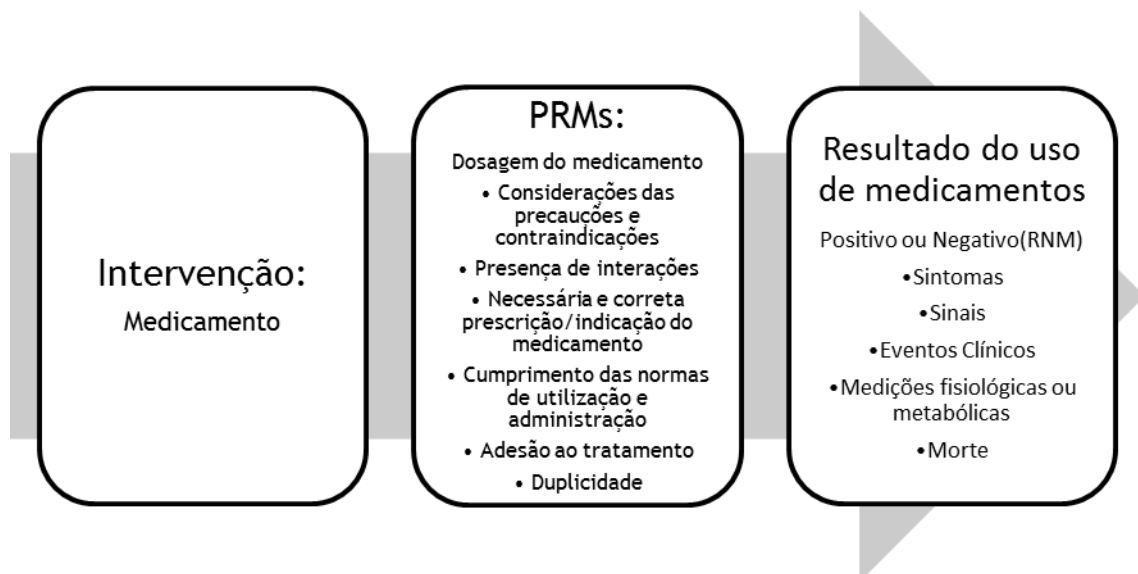 Intervenção:
Medicamento
PRMs:
Dosagem do medicamento
• Considerações das
precauções e
contraindicações
• Presença de interações
• Necessária e correta
prescrição/indicação do
medicamento
• Cumprimento das normas
de utilização e
administração
• Adesão ao tratamento
• Duplicidade
Resultado do uso
de medicamentos
Positivo ou Negativo(RNM)
•Sintomas
•Sinais
•Eventos Clínicos
•Medições fisiológicas ou
metabólicas
•Morte